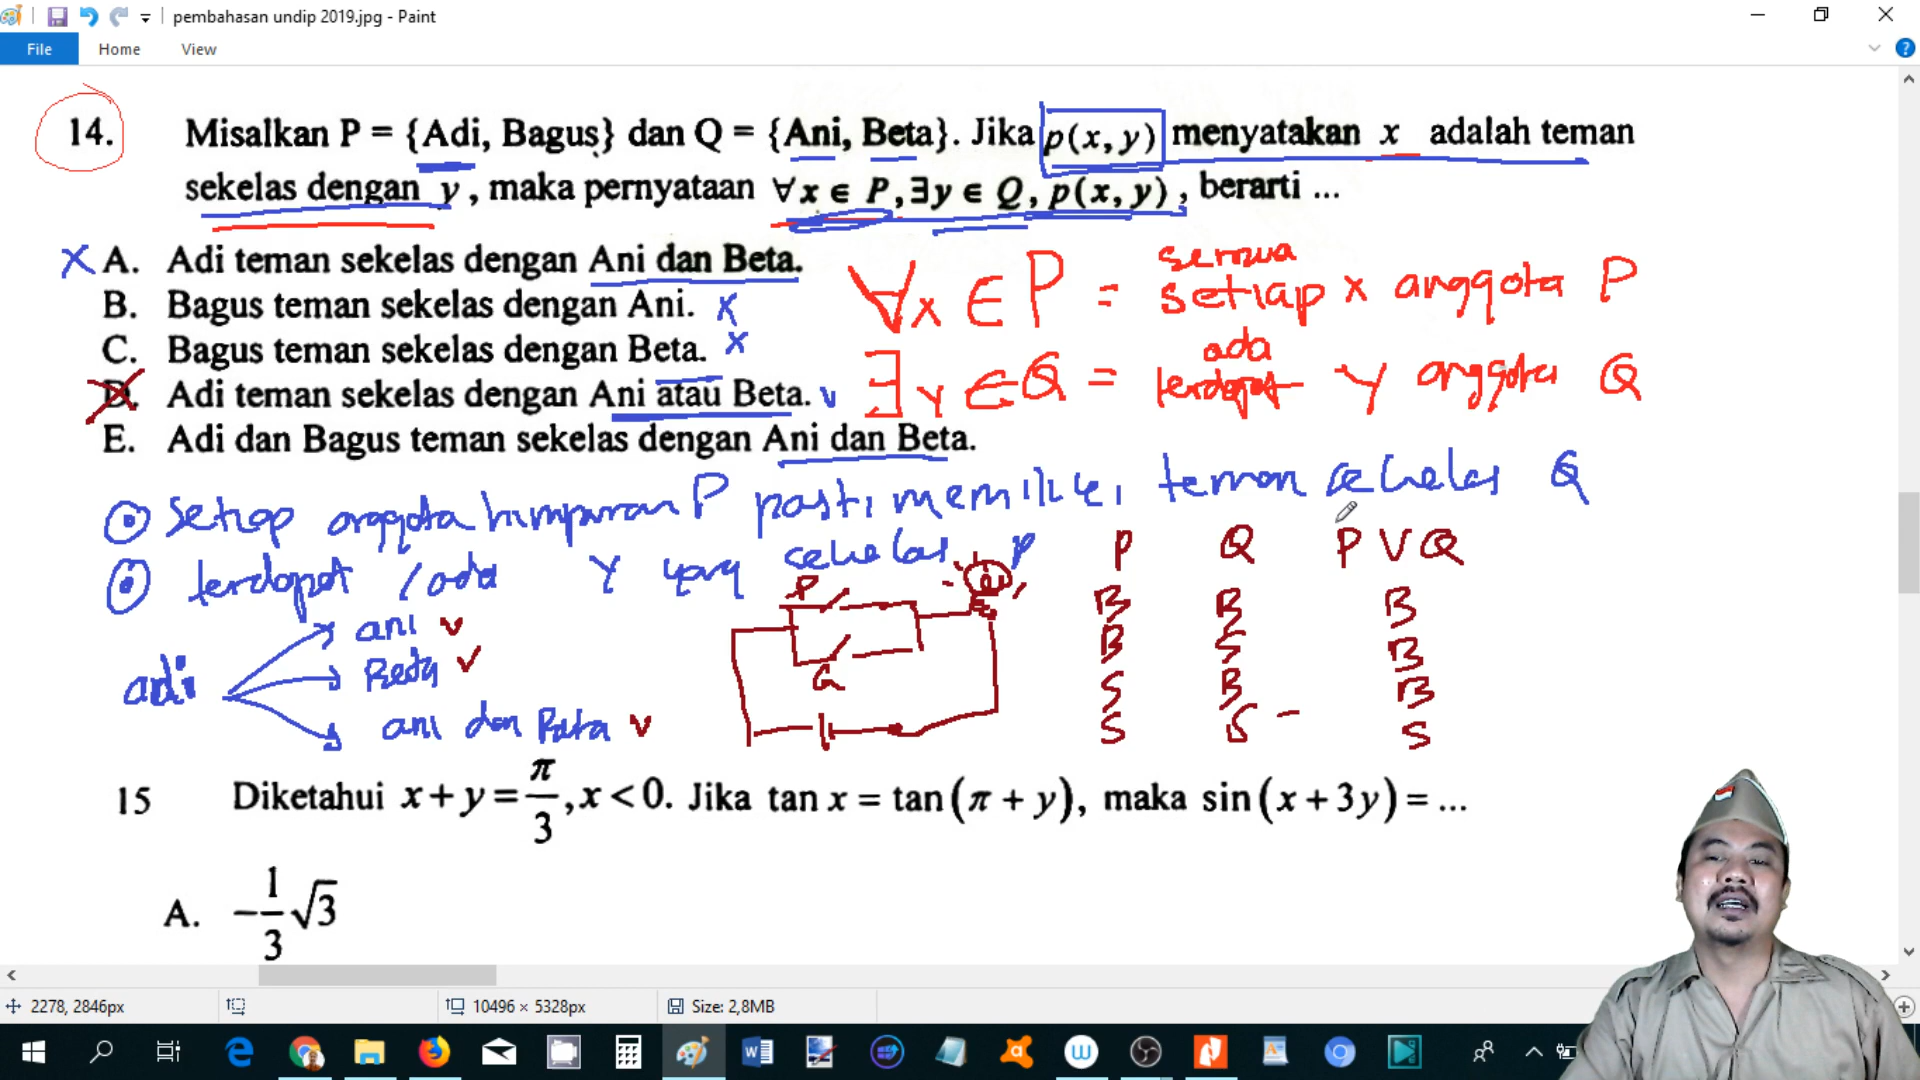 pembahasan undip 2019.jpg - Paint
File Home View
14. Misalkan P = {Adi, Bagus} dan Q = {Ani, Beta}. Jika p(x, y) menyatakan x adalah teman
sekelas dengan y , maka pernyataan ∀x ∈ P, ∃y ∈ Q, p(x, y) , berarti ...
X A. Adi teman sekelas dengan Ani dan Beta.
B. Bagus teman sekelas dengan Ani. X
C. Bagus teman sekelas dengan Beta. X
D. Adi teman sekelas dengan Ani atau Beta. v
E. Adi dan Bagus teman sekelas dengan Ani dan Beta.
semua
∀x ∈ P = setiap x anggota P
ada
∃y ∈ Q = terdapat y anggota Q
setiap anggota himpunan P pasti memiliki teman sekelas Q
terdapat / ada Y yang sekelas P
adi
ani v
Beta v
ani dan Beta v
P
Q
P Q P V Q
B B B
B S B
S B B
S S S
15 Diketahui x + y = π/3, x < 0. Jika tan x = tan(π + y), maka sin(x + 3y) = ...
A. -1/3 √3
2278, 2846px
10496 × 5328px
Size: 2,8MB